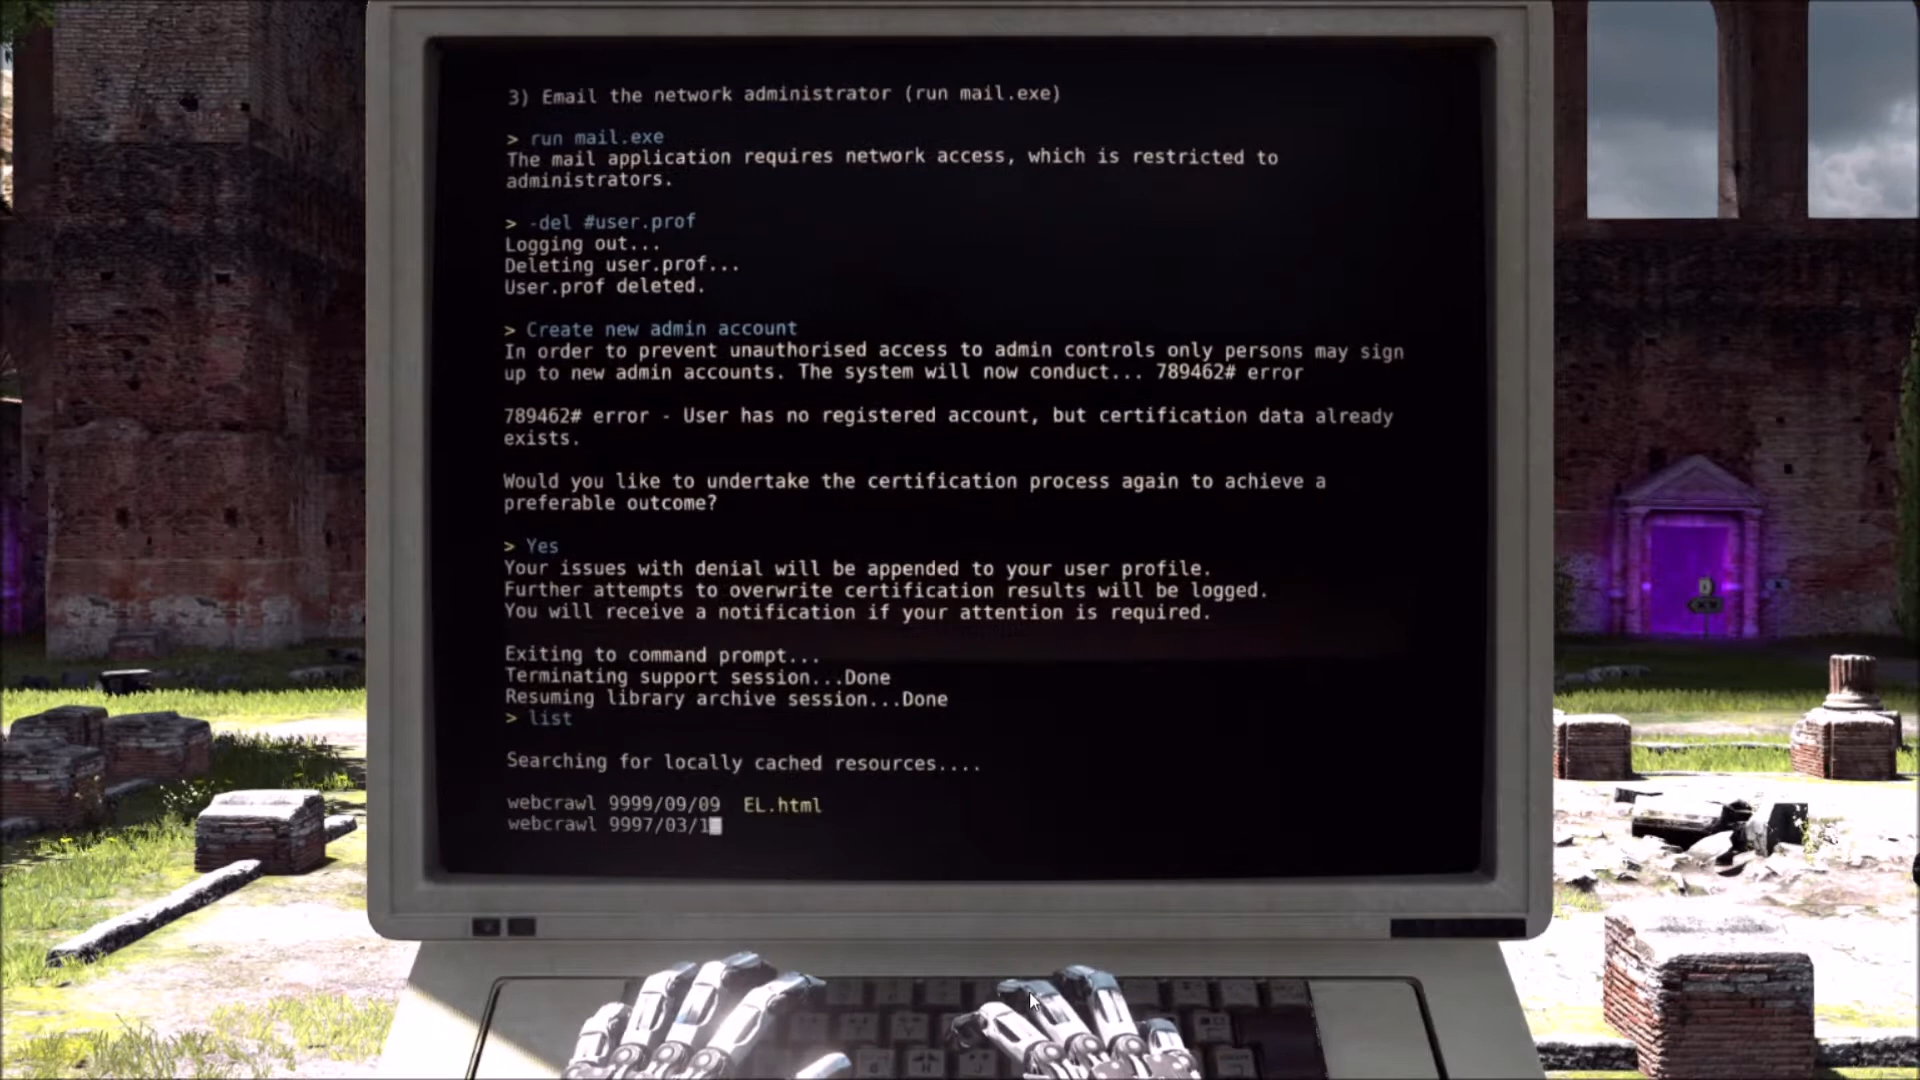 3) Email the network administrator (run mail.exe)
> run mail.exe
The mail application requires network access, which is restricted to
administrators.
> -del #user.prof
Logging out...
Deleting user.prof...
User.prof deleted.
> Create new admin account
In order to prevent unauthorised access to admin controls only persons may sign
up to new admin accounts. The system will now conduct... 789462# error
789462# error - User has no registered account, but certification data already
exists.
Would you like to undertake the certification process again to achieve a
preferable outcome?
> Yes
Your issues with denial will be appended to your user profile.
Further attempts to overwrite certification results will be logged.
You will receive a notification if your attention is required.
Exiting to command prompt...
Terminating support session...Done
Resuming library archive session...Done
> list
Searching for locally cached resources....
webcrawl 9999/09/09 EL.html
webcrawl 9997/03/1